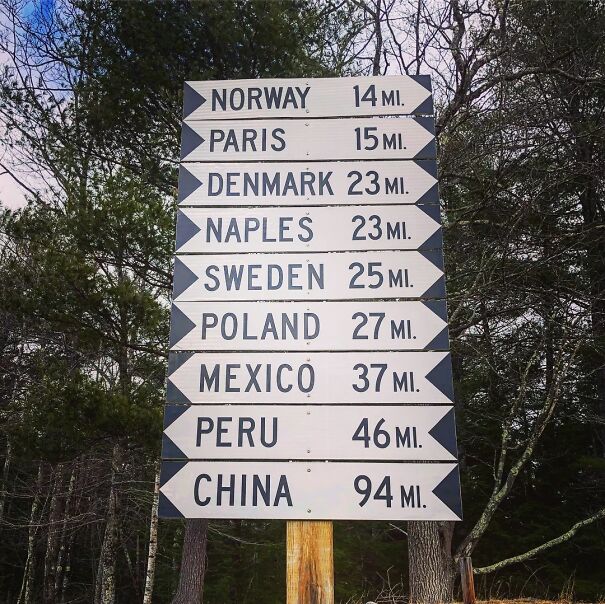 NORWAY 14 MI.
PARIS 15 MI.
DENMARK 23 MI.
NAPLES 23 MI.
SWEDEN 25 MI.
POLAND 27 MI.
MEXICO 37 MI.
PERU 46 MI.
CHINA 94 MI.